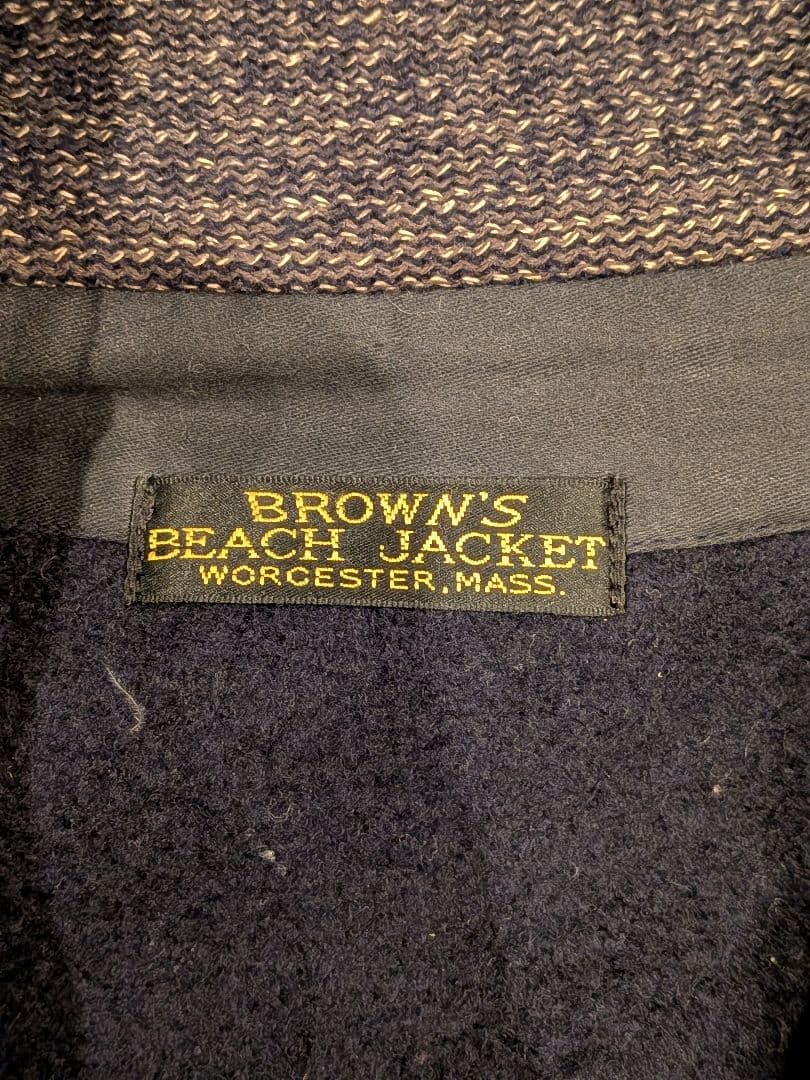 BROWN'S
BEACH JACKET
WORCESTER, MASS.